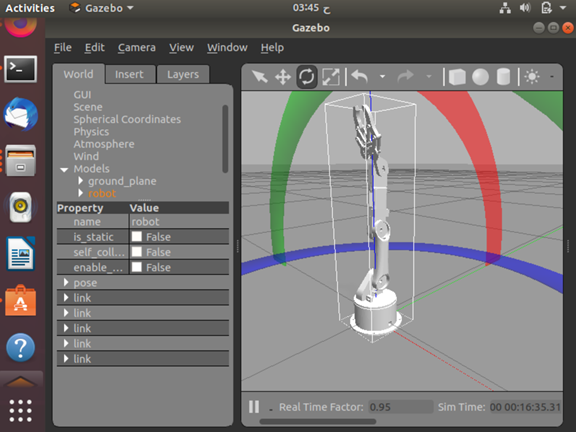 Activities Gazebo 03:45 ح
Gazebo
File Edit Camera View Window Help
World Insert Layers
GUI
Scene
Spherical Coordinates
Physics
Atmosphere
Wind
Models
ground_plane
robot
Property Value
name robot
is_static False
self_coll... False
enable_... False
pose
link
link
link
link
link
Real Time Factor: 0.95 Sim Time: 00 00:16:35.31